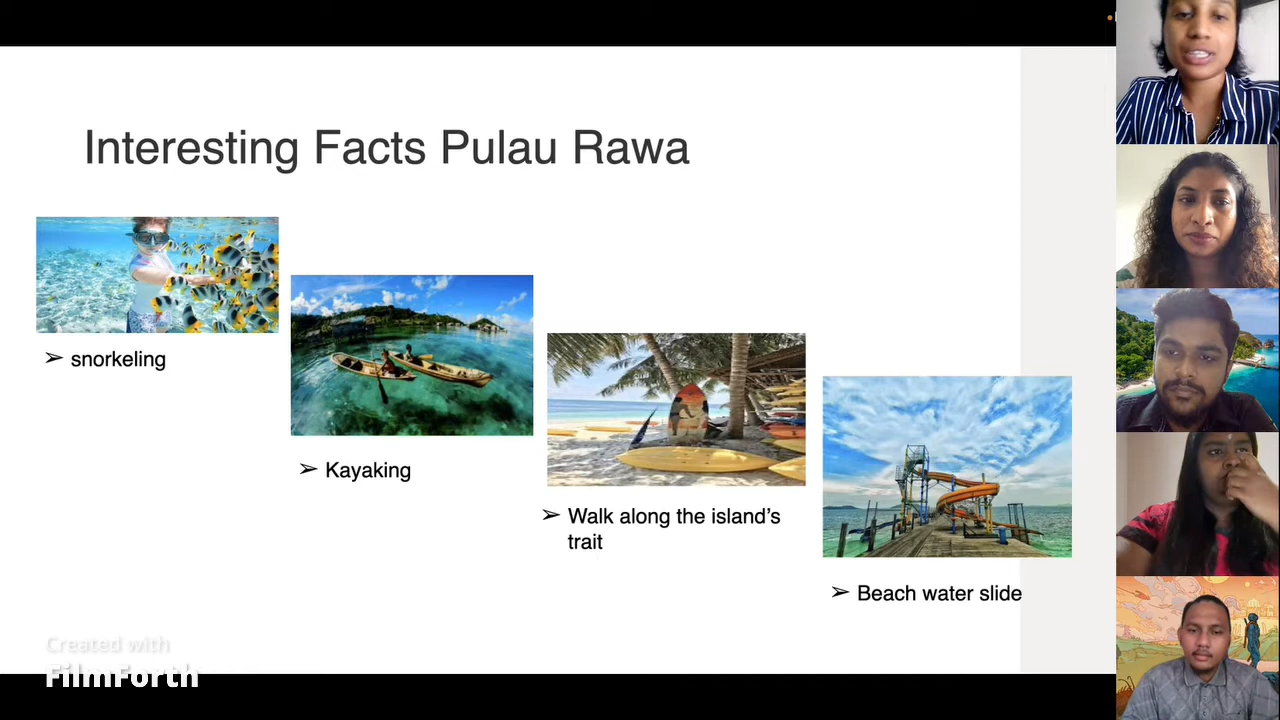 Interesting Facts Pulau Rawa
➢ snorkeling
➢ Kayaking
➢ Walk along the island's
trait
➢ Beach water slide
Created with
FilmForth